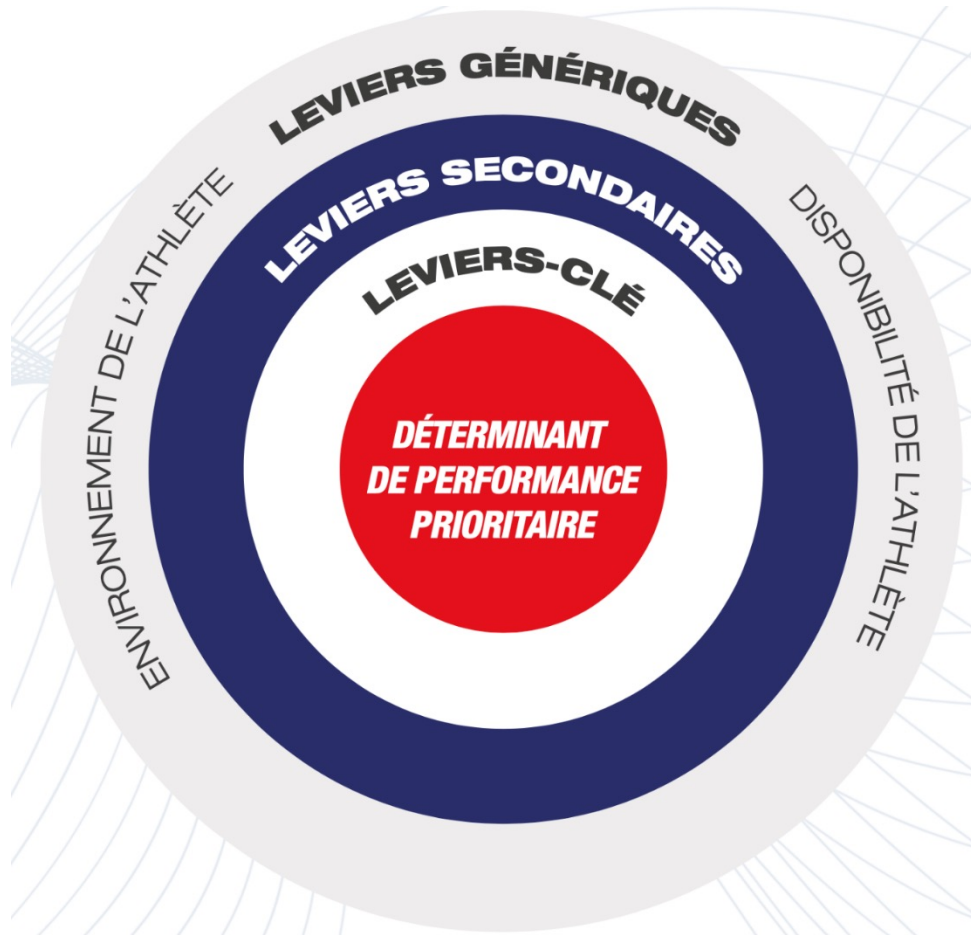 LEVIERS GÉNÉRIQUES
ENVIRONNEMENT DE L'ATHLÈTE
DISPONIBILITÉ DE L'ATHLÈTE
LEVIERS SECONDAIRES
LEVIERS-CLÉ
DÉTERMINANT
DE PERFORMANCE
PRIORITAIRE